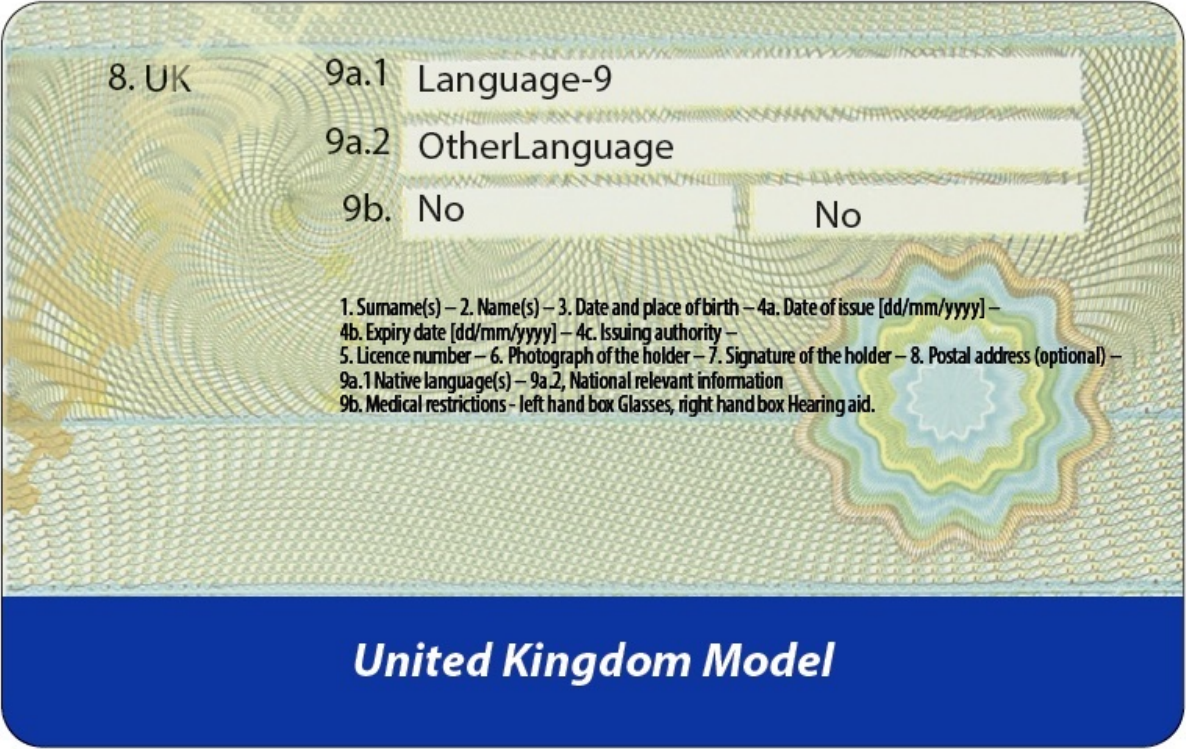 8. UK 9a.1 Language-9
9a.2 OtherLanguage
9b. No No
1. Surname(s) – 2. Name(s) – 3. Date and place of birth – 4a. Date of issue [dd/mm/yyyy] –
4b. Expiry date [dd/mm/yyyy] – 4c. Issuing authority –
5. Licence number – 6. Photograph of the holder – 7. Signature of the holder – 8. Postal address (optional) –
9a.1 Native language(s) – 9a.2, National relevant information
9b. Medical restrictions - left hand box Glasses, right hand box Hearing aid.
United Kingdom Model